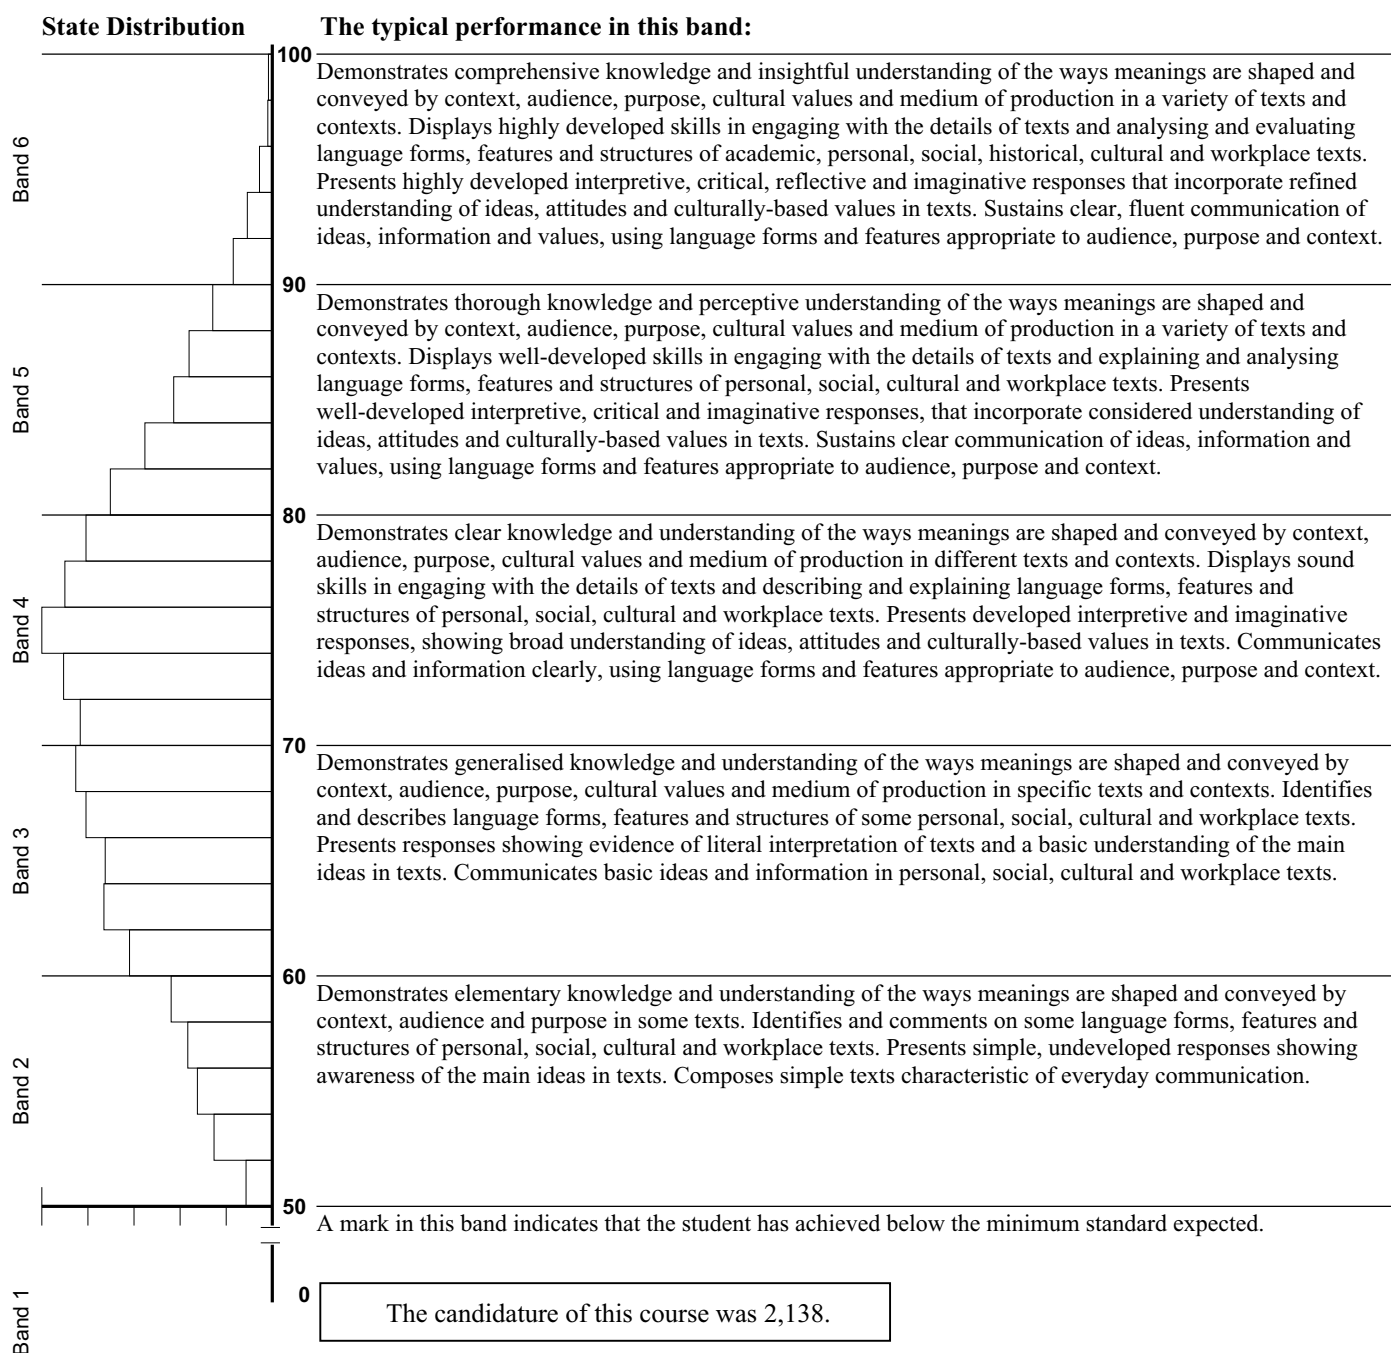 State Distribution
The typical performance in this band:
100
Band 6
Demonstrates comprehensive knowledge and insightful understanding of the ways meanings are shaped and
conveyed by context, audience, purpose, cultural values and medium of production in a variety of texts and
contexts. Displays highly developed skills in engaging with the details of texts and analysing and evaluating
language forms, features and structures of academic, personal, social, historical, cultural and workplace texts.
Presents highly developed interpretive, critical, reflective and imaginative responses that incorporate refined
understanding of ideas, attitudes and culturally-based values in texts. Sustains clear, fluent communication of
ideas, information and values, using language forms and features appropriate to audience, purpose and context.
90
Band 5
Demonstrates thorough knowledge and perceptive understanding of the ways meanings are shaped and
conveyed by context, audience, purpose, cultural values and medium of production in a variety of texts and
contexts. Displays well-developed skills in engaging with the details of texts and explaining and analysing
language forms, features and structures of personal, social, cultural and workplace texts. Presents
well-developed interpretive, critical and imaginative responses, that incorporate considered understanding of
ideas, attitudes and culturally-based values in texts. Sustains clear communication of ideas, information and
values, using language forms and features appropriate to audience, purpose and context.
80
Band 4
Demonstrates clear knowledge and understanding of the ways meanings are shaped and conveyed by context,
audience, purpose, cultural values and medium of production in different texts and contexts. Displays sound
skills in engaging with the details of texts and describing and explaining language forms, features and
structures of personal, social, cultural and workplace texts. Presents developed interpretive and imaginative
responses, showing broad understanding of ideas, attitudes and culturally-based values in texts. Communicates
ideas and information clearly, using language forms and features appropriate to audience, purpose and context.
70
Band 3
Demonstrates generalised knowledge and understanding of the ways meanings are shaped and conveyed by
context, audience, purpose, cultural values and medium of production in specific texts and contexts. Identifies
and describes language forms, features and structures of some personal, social, cultural and workplace texts.
Presents responses showing evidence of literal interpretation of texts and a basic understanding of the main
ideas in texts. Communicates basic ideas and information in personal, social, cultural and workplace texts.
60
Band 2
Demonstrates elementary knowledge and understanding of the ways meanings are shaped and conveyed by
context, audience and purpose in some texts. Identifies and comments on some language forms, features and
structures of personal, social, cultural and workplace texts. Presents simple, undeveloped responses showing
awareness of the main ideas in texts. Composes simple texts characteristic of everyday communication.
50
Band 1
A mark in this band indicates that the student has achieved below the minimum standard expected.
0
The candidature of this course was 2,138.